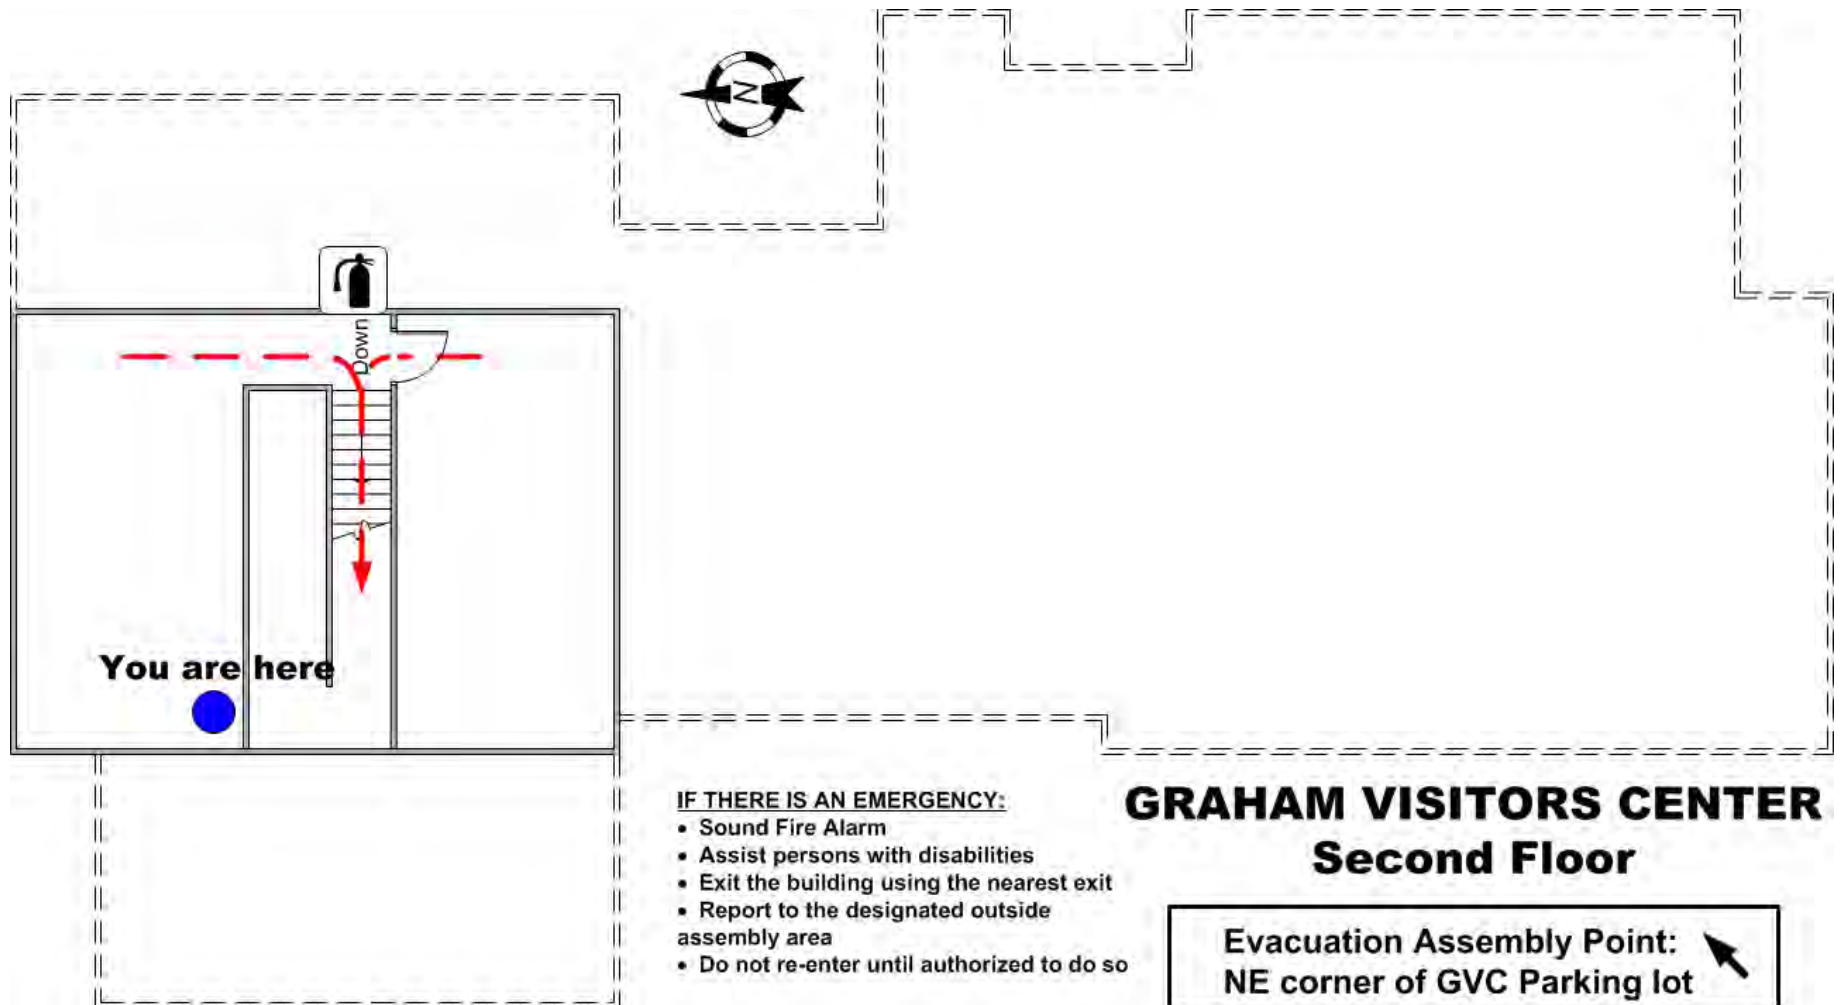 N
Down
You are here
IF THERE IS AN EMERGENCY:
• Sound Fire Alarm
• Assist persons with disabilities
• Exit the building using the nearest exit
• Report to the designated outside
assembly area
• Do not re-enter until authorized to do so
GRAHAM VISITORS CENTER
Second Floor
Evacuation Assembly Point:
NE corner of GVC Parking lot